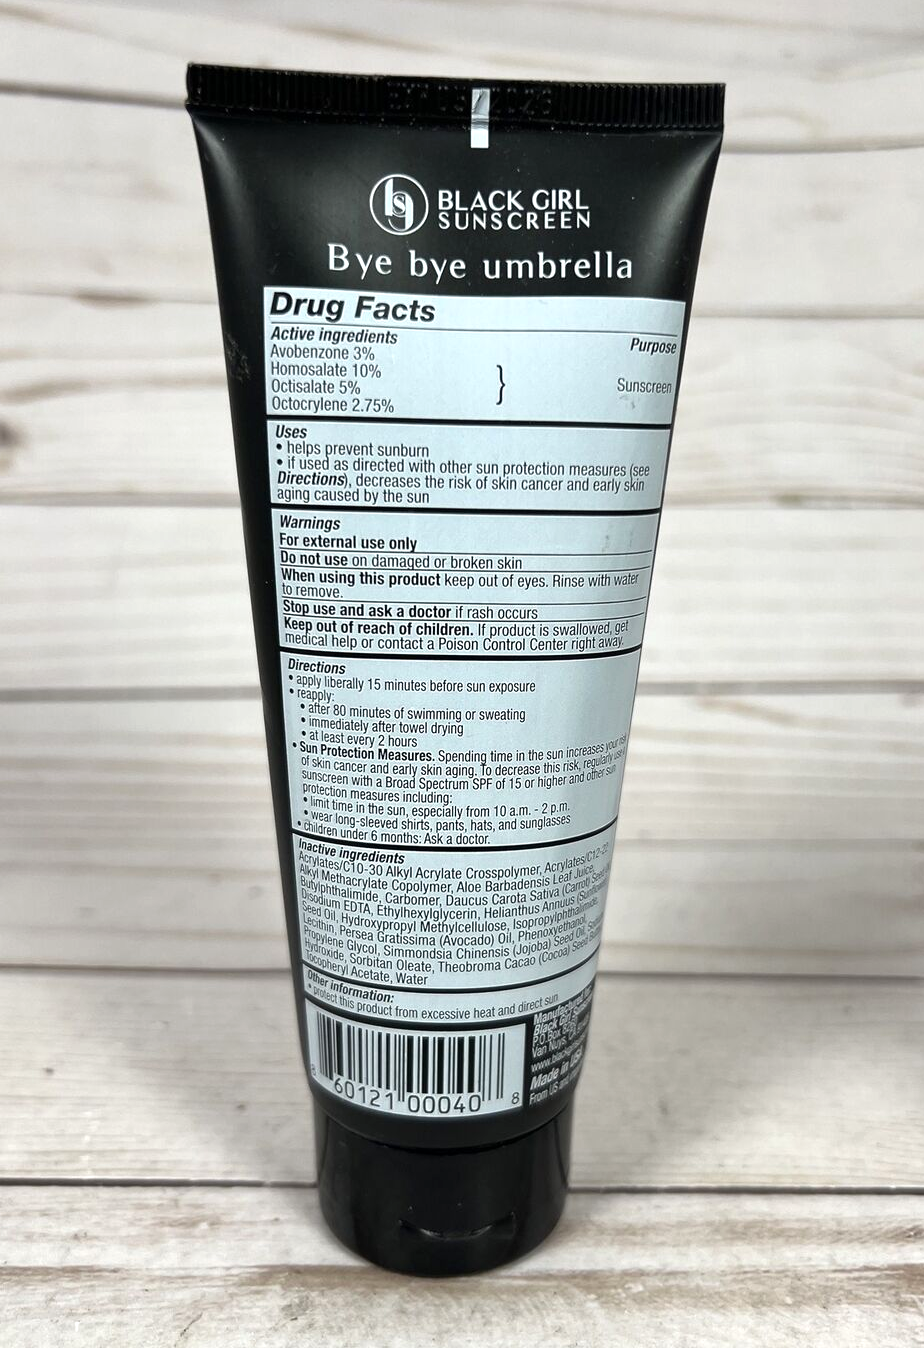 BLACK GIRL
SUNSCREEN
Bye bye umbrella
Drug Facts
Active ingredients
Purpose
Avobenzone 3%
Homosalate 10%
Octisalate 5%
} Sunscreen
Octocrylene 2.75%
Uses
• helps prevent sunburn
• if used as directed with other sun protection measures (see
Directions), decreases the risk of skin cancer and early skin
aging caused by the sun
Warnings
For external use only
Do not use on damaged or broken skin
When using this product keep out of eyes. Rinse with water
to remove.
Stop use and ask a doctor if rash occurs
Keep out of reach of children. If product is swallowed, get
medical help or contact a Poison Control Center right away.
Directions
• apply liberally 15 minutes before sun exposure
• reapply:
• after 80 minutes of swimming or sweating
• immediately after towel drying
• at least every 2 hours
• Sun Protection Measures. Spending time in the sun increases your
of skin cancer and early skin aging. To decrease this risk, regularly
sunscreen with a Broad Spectrum SPF of 15 or higher and other sun
protection measures including:
• limit time in the sun, especially from 10 a.m. - 2 p.m.
• wear long-sleeved shirts, pants, hats, and sunglasses
• children under 6 months: Ask a doctor.
Inactive ingredients
Acrylates/C10-30 Alkyl Acrylate Crosspolymer, Acrylates/C12-22
Alkyl Methacrylate Copolymer, Aloe Barbadensis Leaf Juice,
Butylphthalimide, Carbomer, Daucus Carota Sativa (Carrot)
Disodium EDTA, Ethylhexylglycerin, Helianthus Annuus
Seed Oil, Hydroxypropyl Methylcellulose, Isopropylphthalimide,
Lecithin, Persea Gratissima (Avocado) Oil, Phenoxyethanol,
Propylene Glycol, Simmondsia Chinensis (Jojoba) Seed Oil,
Hydroxide, Sorbitan Oleate, Theobroma Cacao (Cocoa) Seed
Tocopheryl Acetate, Water
Other information:
• protect this product from excessive heat and direct sun
Manufactured
Black Girl
P.O.Box
Van Nuys,
Made in USA
From US and
8 60121 00040 8